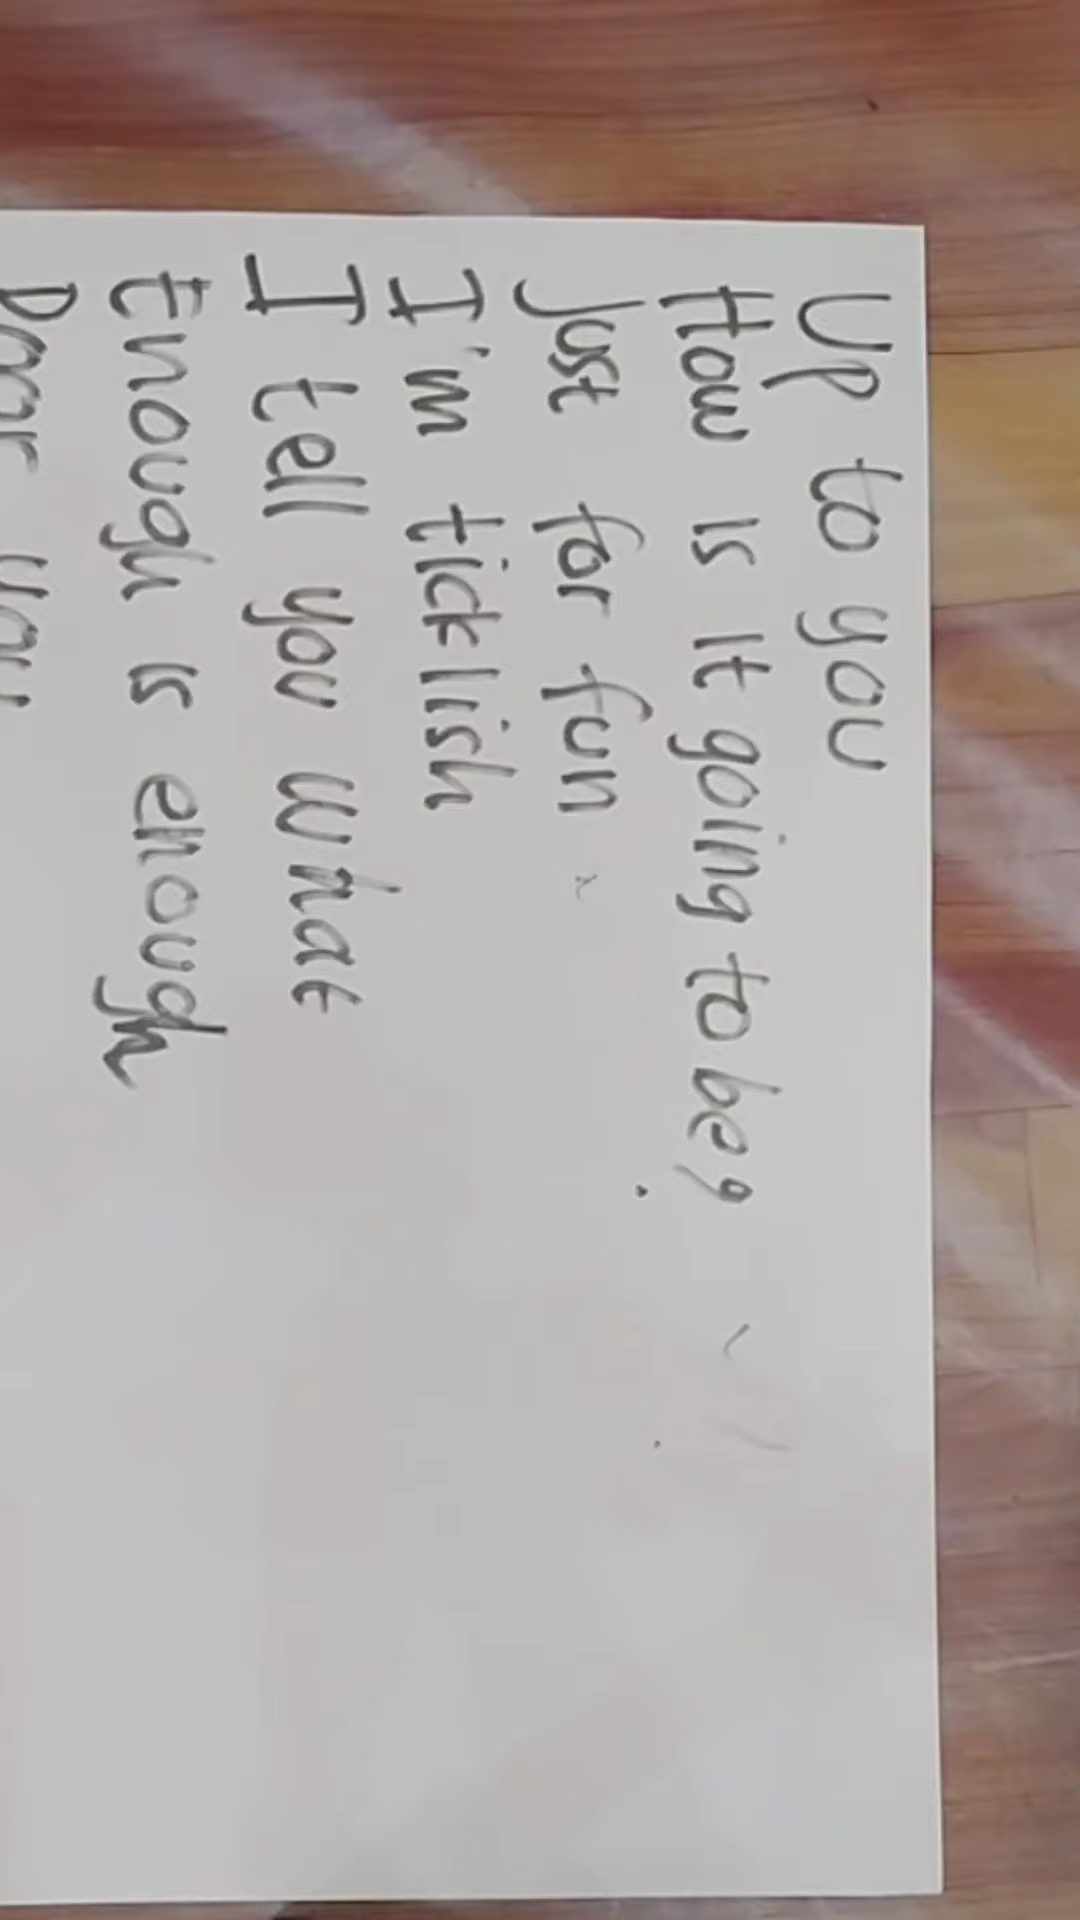 Up to you
How is it going to be?
Just for fun
I'm ticklish
I tell you what
Enough is enough